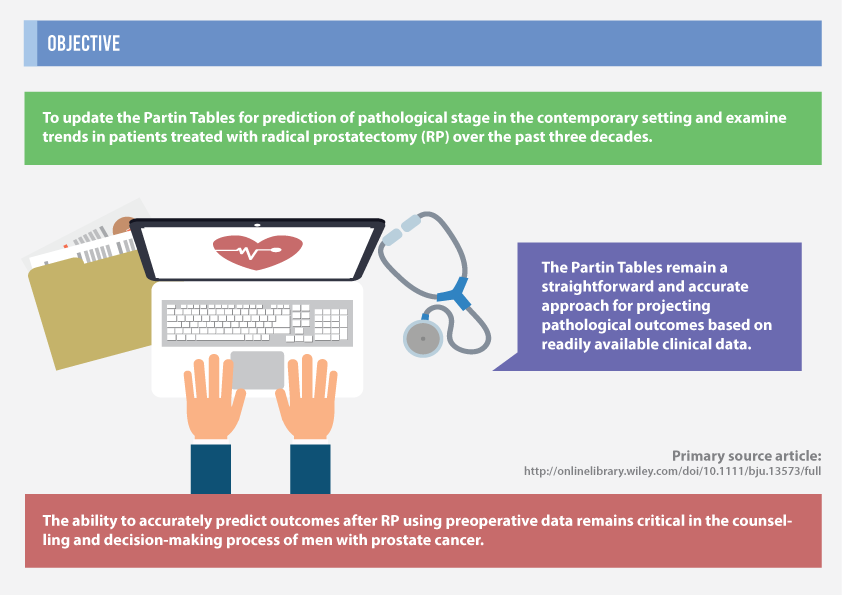 OBJECTIVE
To update the Partin Tables for prediction of pathological stage in the contemporary setting and examine
trends in patients treated with radical prostatectomy (RP) over the past three decades.
The Partin Tables remain a
straightforward and accurate
approach for projecting
pathological outcomes based on
readily available clinical data.
Primary source article:
http://onlinelibrary.wiley.com/doi/10.1111/bju.13573/full
The ability to accurately predict outcomes after RP using preoperative data remains critical in the counsel-
ling and decision-making process of men with prostate cancer.